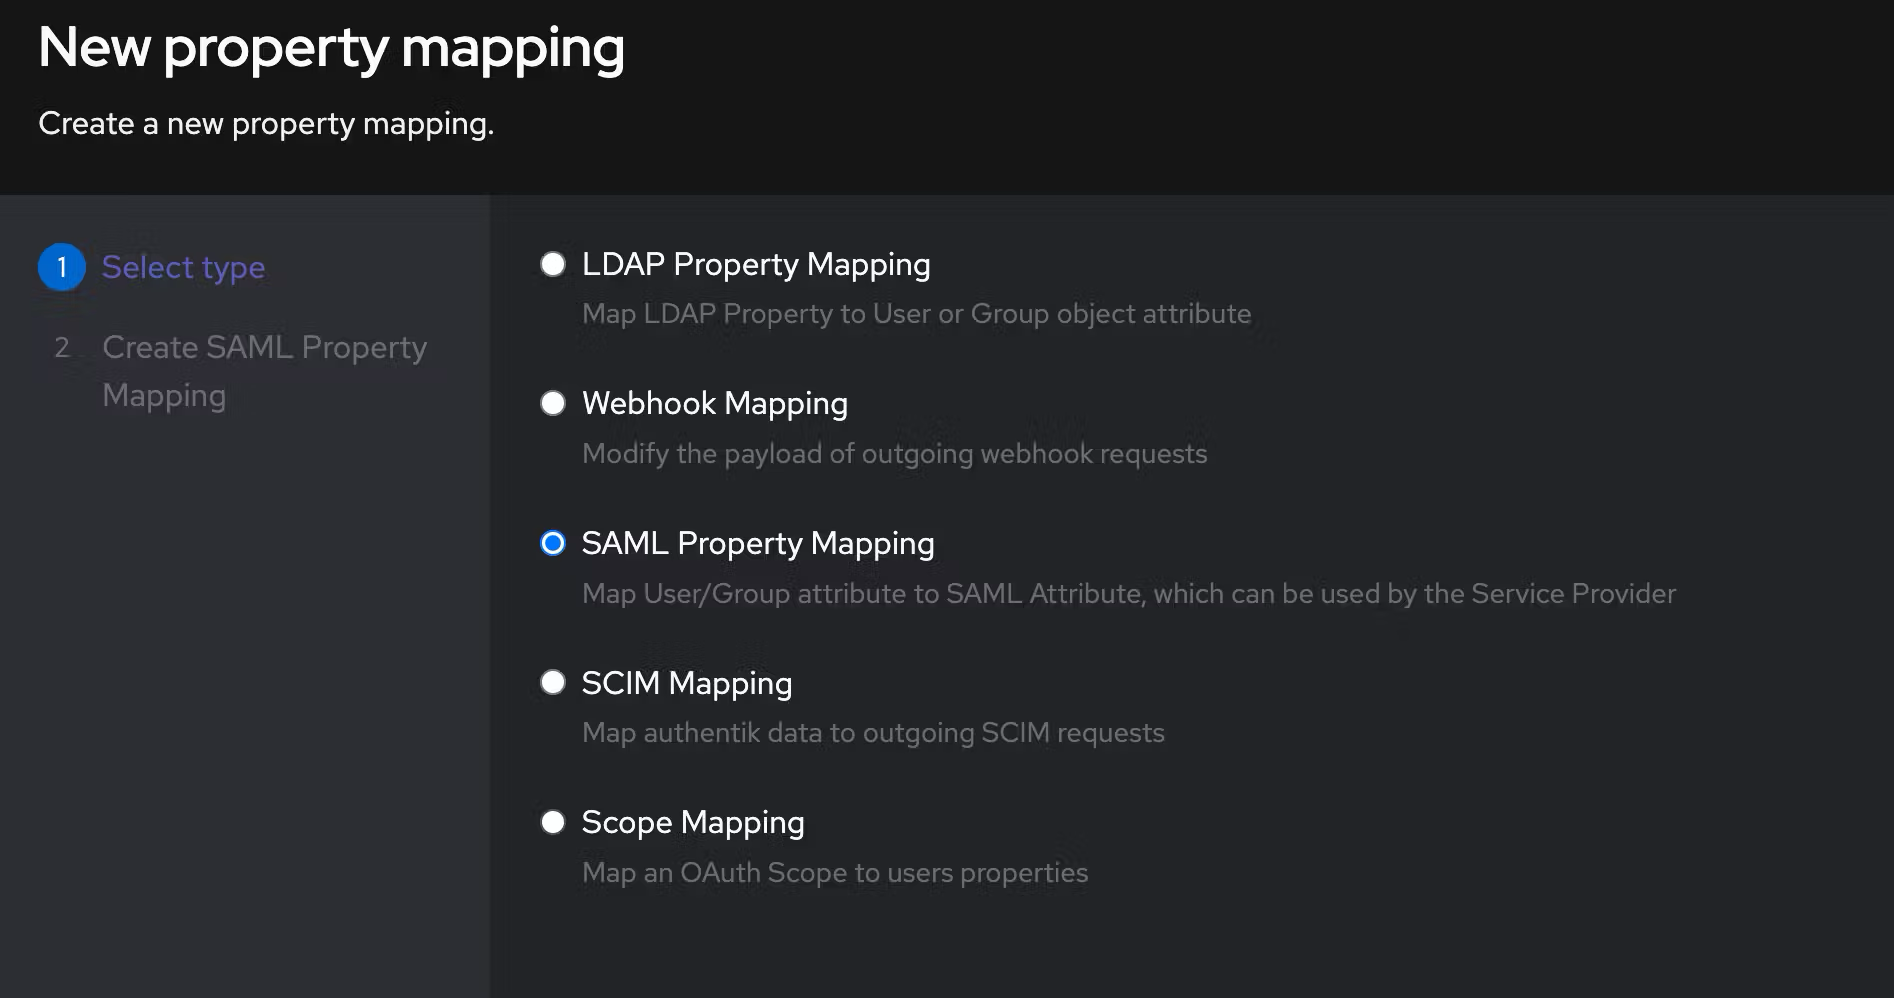 New property mapping
Create a new property mapping.
1 Select type
2 Create SAML Property
Mapping
LDAP Property Mapping
Map LDAP Property to User or Group object attribute
Webhook Mapping
Modify the payload of outgoing webhook requests
SAML Property Mapping
Map User/Group attribute to SAML Attribute, which can be used by the Service Provider
SCIM Mapping
Map authentik data to outgoing SCIM requests
Scope Mapping
Map an OAuth Scope to users properties